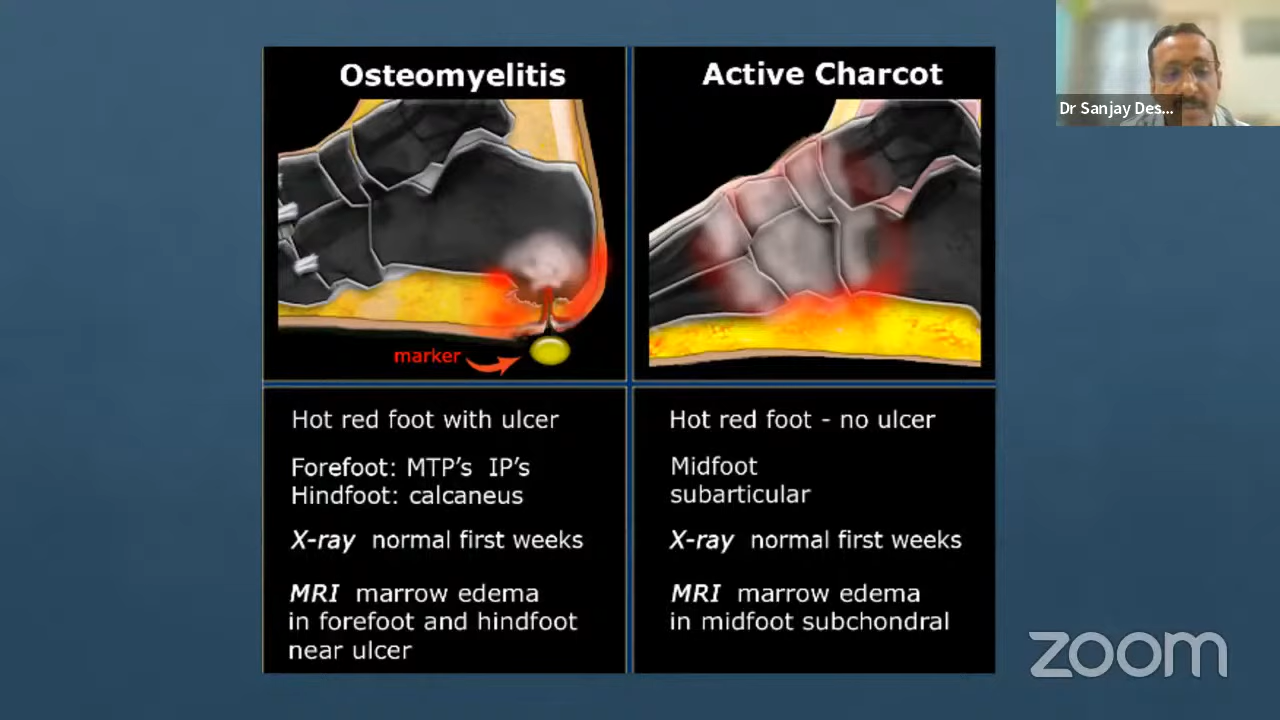 Osteomyelitis
marker
Hot red foot with ulcer
Forefoot: MTP's IP's
Hindfoot: calcaneus
X-ray normal first weeks
MRI marrow edema
in forefoot and hindfoot
near ulcer
Active Charcot
Hot red foot - no ulcer
Midfoot
subarticular
X-ray normal first weeks
MRI marrow edema
in midfoot subchondral
Dr Sanjay Des...
zoom